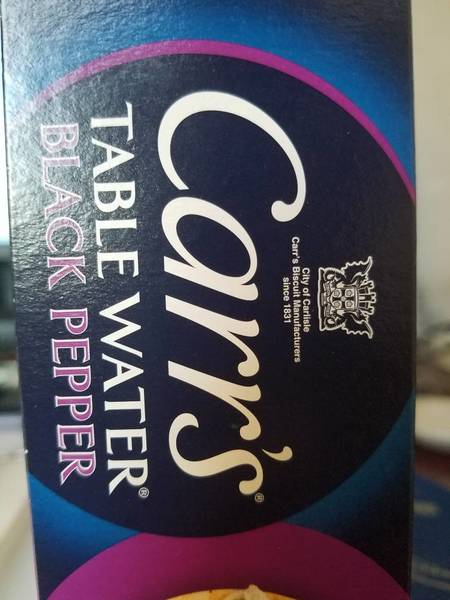 City of Carlisle
Carr's Biscuit Manufacturers
since 1831
Carr's®
TABLE WATER®
BLACK PEPPER